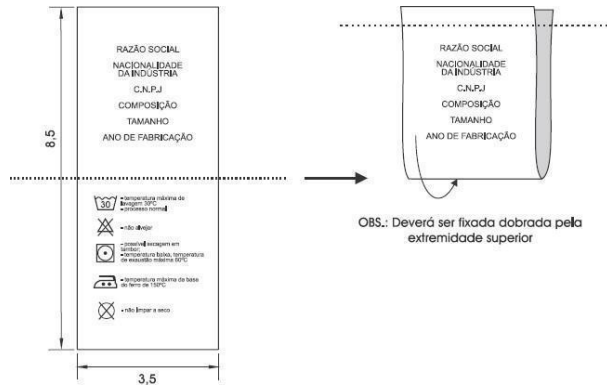 RAZÃO SOCIAL
NACIONALIDADE
DA INDÚSTRIA
C.N.P.J
COMPOSIÇÃO
TAMANHO
ANO DE FABRICAÇÃO
8,5
30
- temperatura máxima de
lavagem 30ºC
- processo normal
- não alvejar
- possível secagem em
tambor;
- temperatura baixa, temperatura
de exaustão máxima 60ºC
- temperatura máxima da base
do ferro de 150ºC
- não limpar a seco
3,5
RAZÃO SOCIAL
NACIONALIDADE
DA INDÚSTRIA
C.N.P.J
COMPOSIÇÃO
TAMANHO
ANO DE FABRICAÇÃO
OBS.: Deverá ser fixada dobrada pela
extremidade superior